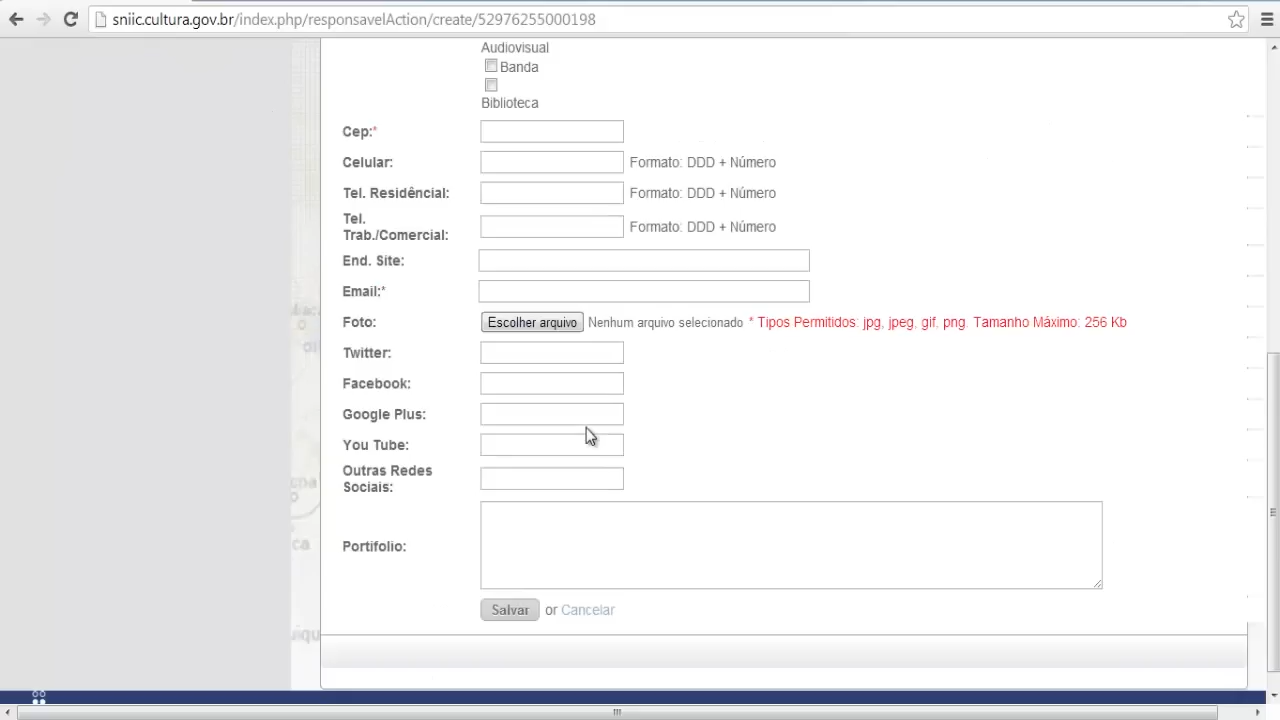 sniic.cultura.gov.br/index.php/responsavelAction/create/52976255000198
Audiovisual
Banda
Biblioteca
Cep:*
Celular: Formato: DDD + Número
Tel. Residêncial: Formato: DDD + Número
Tel.
Trab./Comercial: Formato: DDD + Número
End. Site:
Email:*
Foto: Escolher arquivo Nenhum arquivo selecionado * Tipos Permitidos: jpg, jpeg, gif, png. Tamanho Máximo: 256 Kb
Twitter:
Facebook:
Google Plus:
You Tube:
Outras Redes
Sociais:
Portifolio:
Salvar or Cancelar